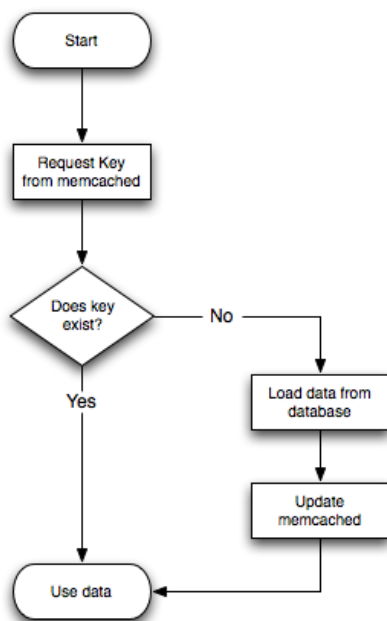 Start
Request Key
from memcached
Does key
exist?
No
Yes
Load data from
database
Update
memcached
Use data